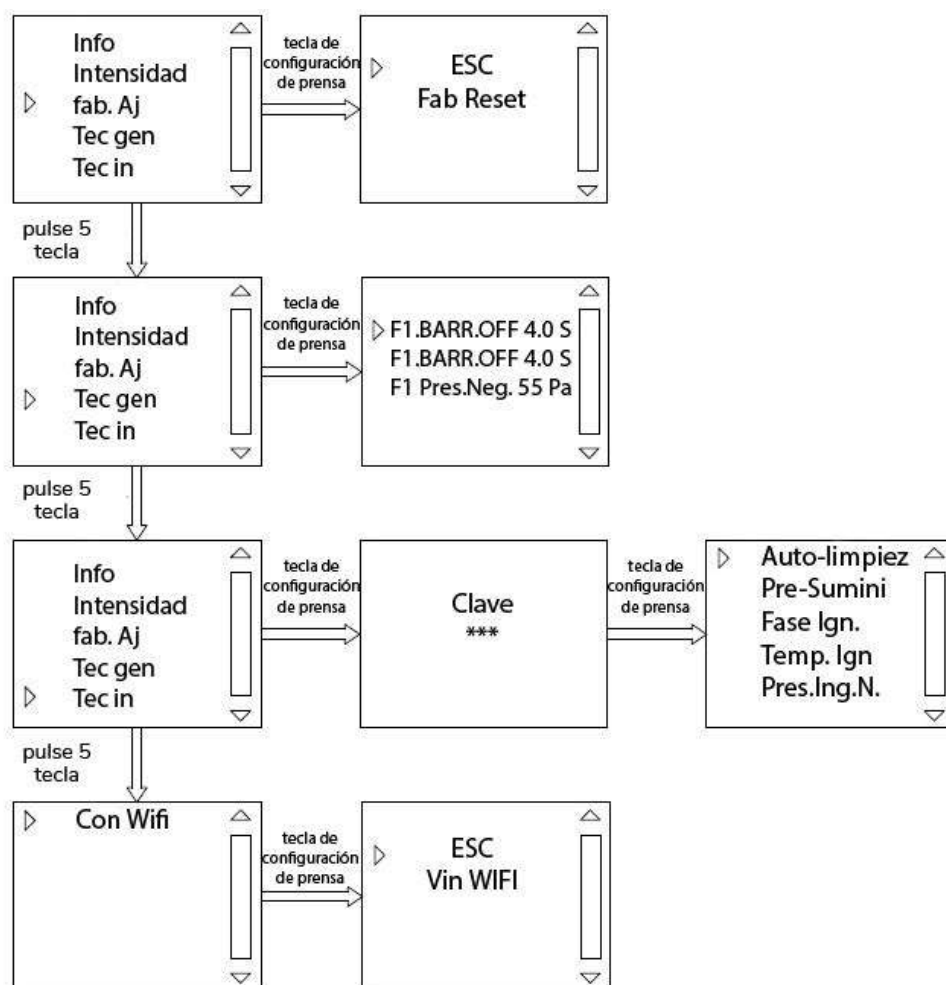 Info
Intensidad
fab. Aj
Tec gen
Tec in
tecla de
configuración
de prensa
ESC
Fab Reset
pulse 5
tecla
Info
Intensidad
fab. Aj
Tec gen
Tec in
tecla de
configuración
de prensa
F1.BARR.OFF 4.0 S
F1.BARR.OFF 4.0 S
F1 Pres.Neg. 55 Pa
pulse 5
tecla
Info
Intensidad
fab. Aj
Tec gen
Tec in
tecla de
configuración
de prensa
Clave
***
tecla de
configuración
de prensa
Auto-limpiez
Pre-Sumini
Fase Ign.
Temp. Ign
Pres.Ing.N.
pulse 5
tecla
Con Wifi
tecla de
configuración
de prensa
ESC
Vin WIFI